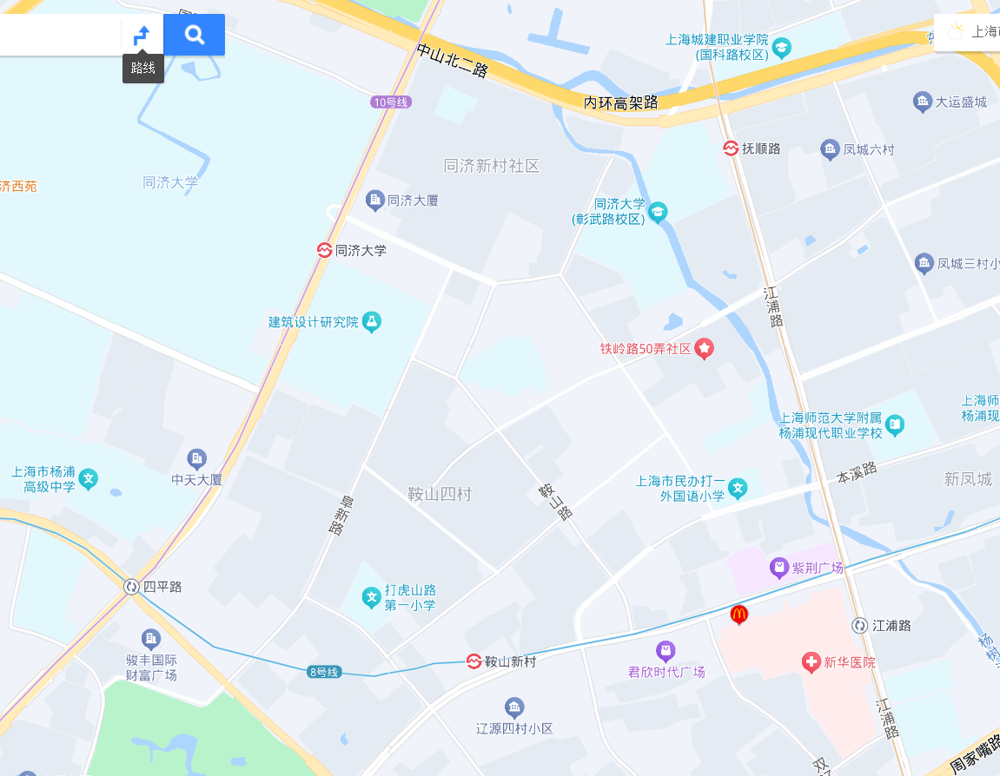 路线
上海市
上海城建职业学院
(国科路校区)
中山北二路
10号线
内环高架路
大运盛城
抚顺路
凤城六村
同济新村社区
济西苑
同济大学
同济大厦
同济大学
(彰武路校区)
同济大学
凤城三村小
江浦路
建筑设计研究院
铁岭路50弄社区
上海师范大学附属
杨浦现代职业学校
上海师
杨浦现
上海市杨浦
高级中学
中天大厦
本溪路
新凤城
上海市民办打一
外国语小学
鞍山四村
鞍山路
阜新路
紫荆广场
四平路
打虎山路
第一小学
江浦路
骏丰国际
财富广场
8号线
鞍山新村
君欣时代广场
新华医院
杨树
辽源四村小区
江浦路
周家嘴路
双